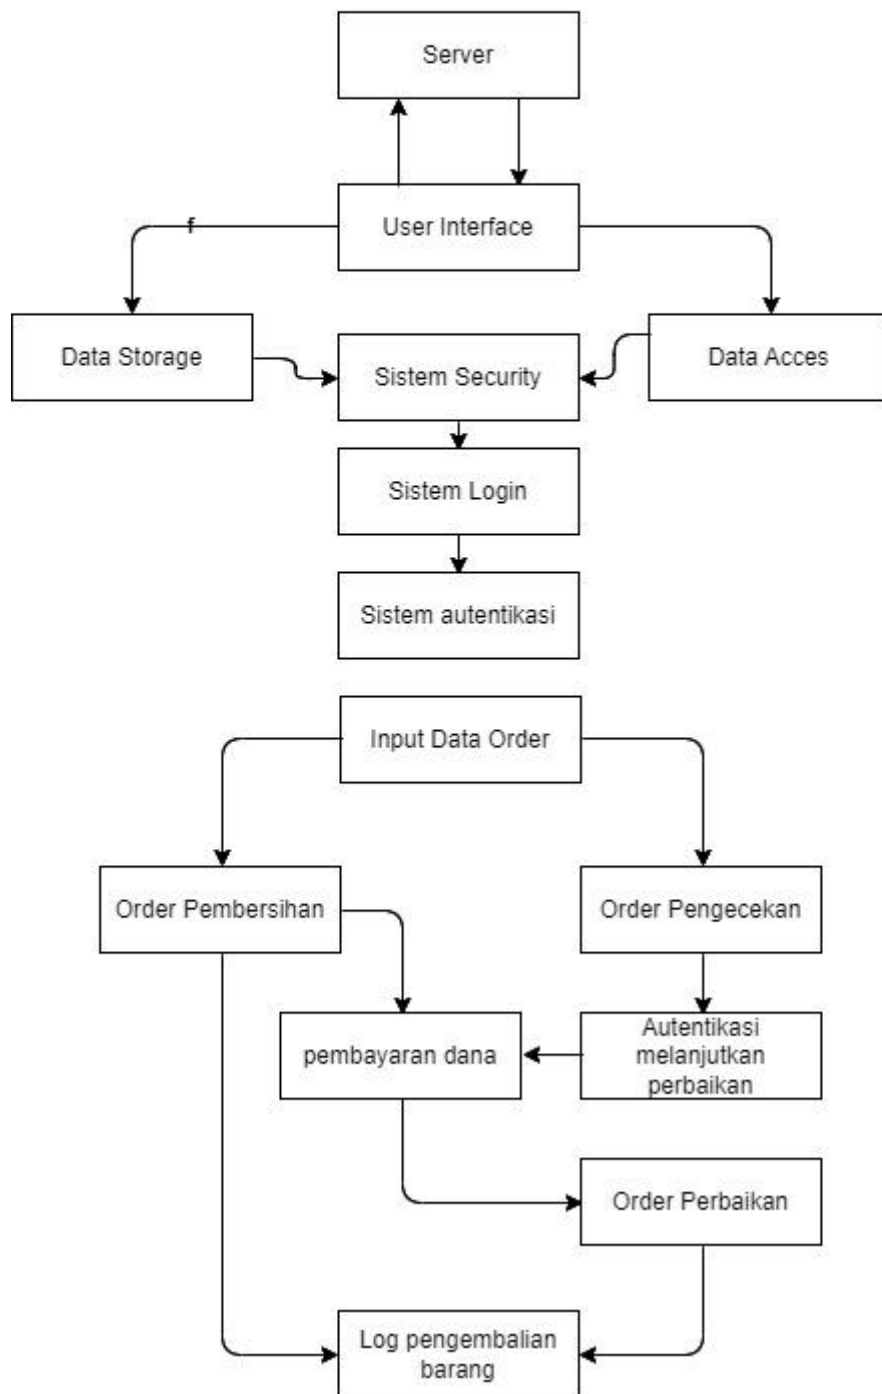 Server
User Interface
f
Data Storage
Sistem Security
Data Acces
Sistem Login
Sistem autentikasi
Input Data Order
Order Pembersihan
Order Pengecekan
pembayaran dana
Autentikasi
melanjutkan
perbaikan
Order Perbaikan
Log pengembalian
barang